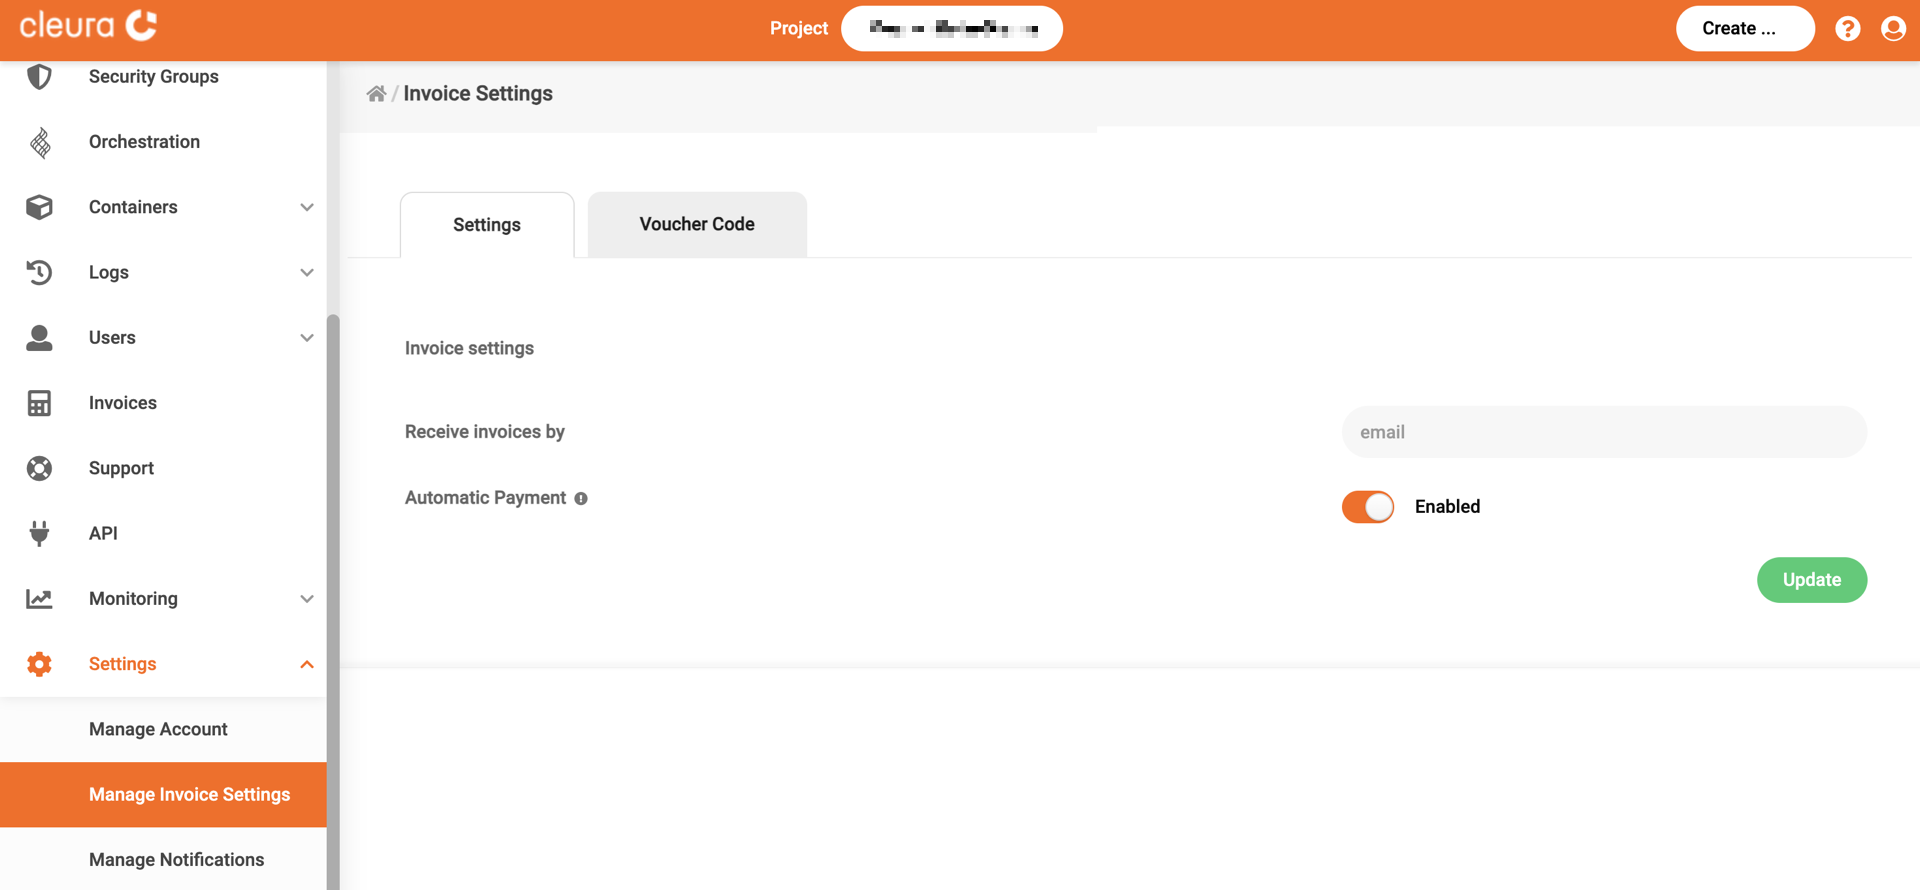 cleura
Project
Create ...
Security Groups
Orchestration
Containers
Logs
Users
Invoices
Support
API
Monitoring
Settings
Manage Account
Manage Invoice Settings
Manage Notifications
/ Invoice Settings
Settings
Voucher Code
Invoice settings
Receive invoices by
email
Automatic Payment
Enabled
Update